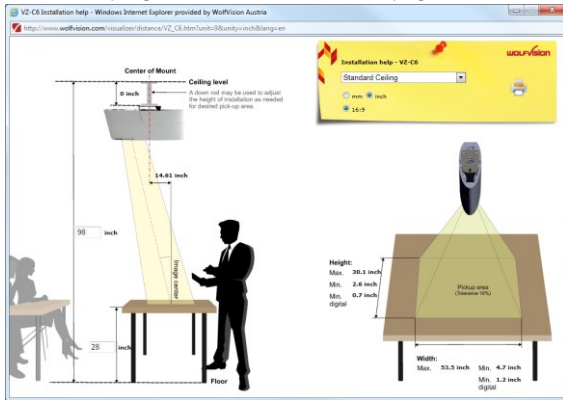 VZ-C6 Installation help - Windows Internet Explorer provided by WolfVision Austria
http://www.wolfvision.com/visualizer/distance/VZ_C6.htm?unit=9&unity=inch&lang=en
Center of Mount
Ceiling level
0 inch
A down rod may be used to adjust
the height of installation as needed
for desired pick-up area.
14.61 inch
98 inch
Image center
28 inch
Floor
Installation help - VZ-C6
WOLFVISION
Standard Ceiling
mm inch
16:9
Height:
Max. 30.1 inch
Min. 2.6 inch
Min. 0.7 inch
digital
Pickup area
(Tolerance 10%)
Width:
Max. 53.5 inch Min. 4.7 inch
Min. 1.2 inch
digital